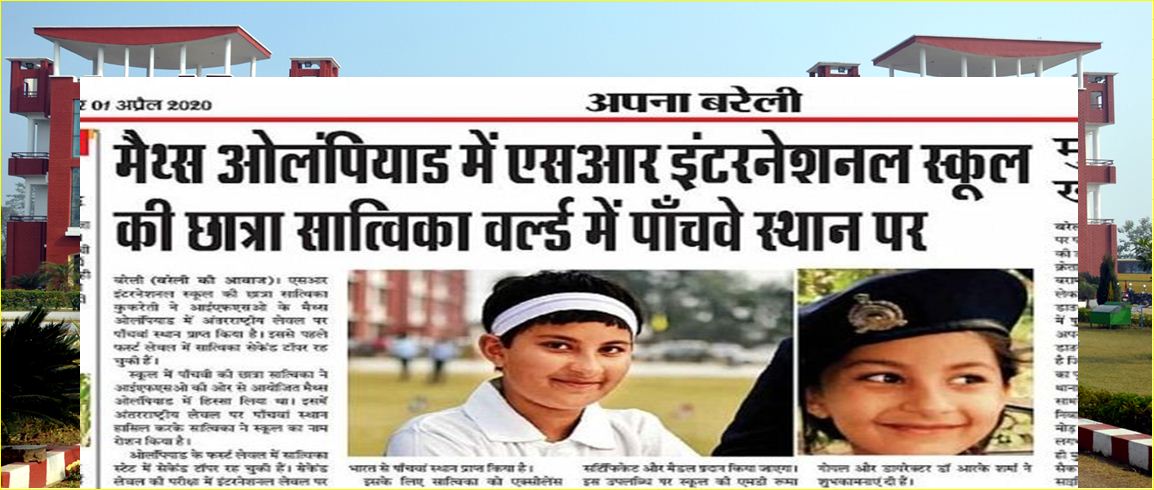 01 अप्रैल 2020
अपना बरेली
मैथ्स ओलंपियाड में एसआर इंटरनेशनल स्कूल
की छात्रा सात्विका वर्ल्ड में पाँचवे स्थान पर
बरेली (बरेली की आवाज)। एसआर
इंटरनेशनल स्कूल की छात्रा सात्विका
कुकरेती ने आईएफएसओ के मैथ्स
ओलंपियाड में अंतरराष्ट्रीय लेवल पर
पाँचवां स्थान प्राप्त किया है। इससे पहले
फर्स्ट लेवल में सात्विका सेकेंड टॉपर रह
चुकी हैं।
स्कूल में पाँचवी की छात्रा सात्विका ने
आईएफएसओ की ओर से आयोजित मैथ्स
ओलंपियाड में हिस्सा लिया था। इसमें
अंतरराष्ट्रीय लेवल पर पाँचवां स्थान
हासिल करके सात्विका ने स्कूल का नाम
रोशन किया है।
ओलंपियाड के फर्स्ट लेवल में सात्विका
स्टेट में सेकेंड टॉपर रह चुकी हैं। सेकेंड
लेवल की परीक्षा में इंटरनेशनल लेवल पर
भारत से पाँचवां स्थान प्राप्त किया है।
इसके लिए सात्विका को एक्सीलेंस
सर्टिफिकेट और मैडल प्रदान किया जाएगा।
इस उपलब्धि पर स्कूल की एमडी रूमा
गोयल और डायरेक्टर डॉ आरके शर्मा ने
शुभकामनाएं दी हैं।